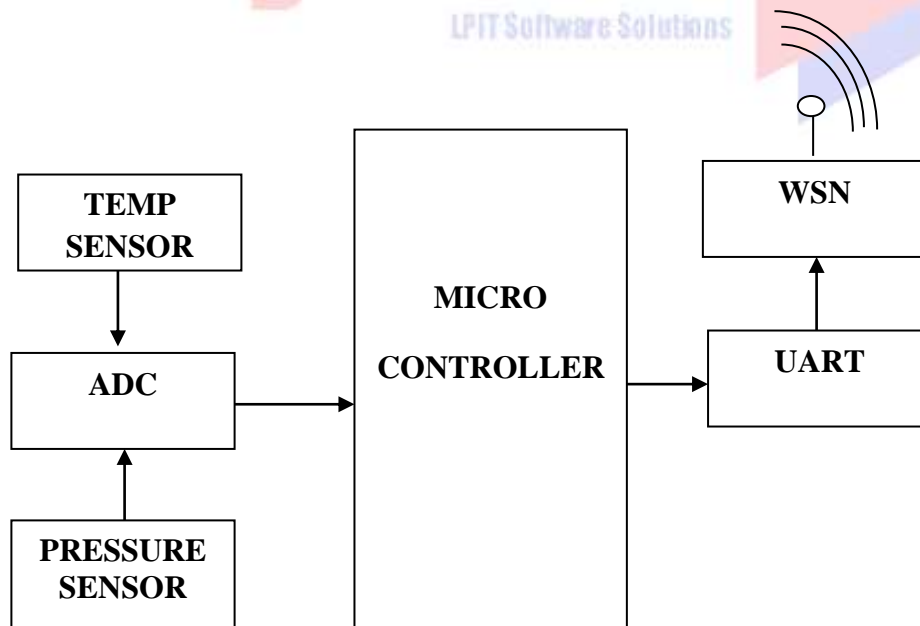 LPIT Software Solutions
WSN
TEMP
SENSOR
MICRO
CONTROLLER
UART
ADC
PRESSURE
SENSOR